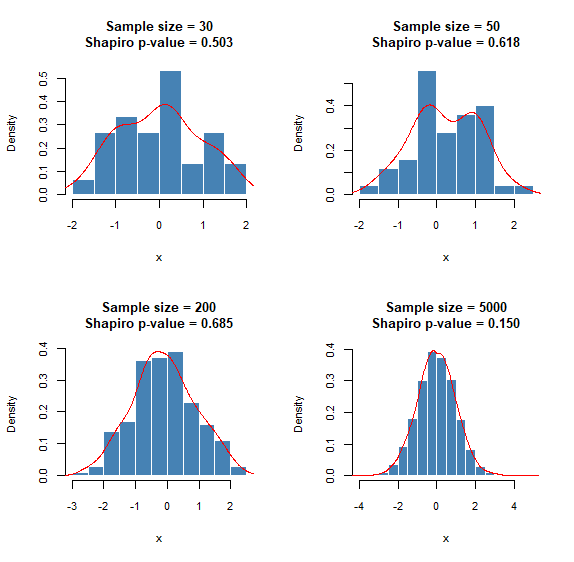 Sample size = 30
Shapiro p-value = 0.503
Density
0.0
0.1
0.2
0.3
0.4
0.5
-2
-1
0
1
2
x
Sample size = 50
Shapiro p-value = 0.618
Density
0.0
0.2
0.4
-2
-1
0
1
2
x
Sample size = 200
Shapiro p-value = 0.685
Density
0.0
0.1
0.2
0.3
0.4
-3
-2
-1
0
1
2
x
Sample size = 5000
Shapiro p-value = 0.150
Density
0.0
0.1
0.2
0.3
0.4
-4
-2
0
2
4
x